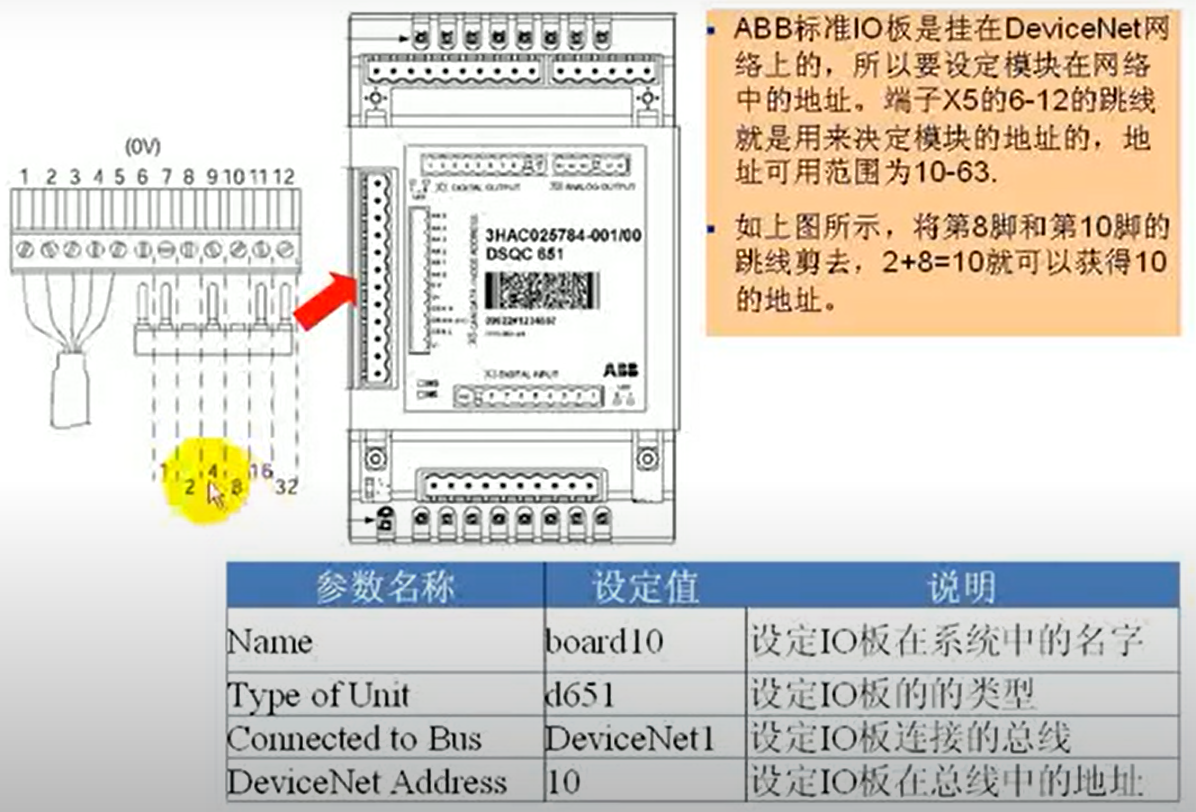 (0V)
1 2 3 4 5 6 7 8 9 10 11 12
1 4 16
2 8 32
X1 DIGITAL OUTPUT
3HAC025784-001/00
DSQC 651
ABB
ABB标准IO板是挂在DeviceNet网
络上的，所以要设定模块在网络
中的地址。端子X5的6-12的跳线
就是用来决定模块的地址的，地
址可用范围为10-63.
如上图所示，将第8脚和第10脚的
跳线剪去，2+8=10就可以获得10
的地址。
参数名称 设定值 说明
Name board10 设定IO板在系统中的名字
Type of Unit d651 设定IO板的的类型
Connected to Bus DeviceNet1 设定IO板连接的总线
DeviceNet Address 10 设定IO板在总线中的地址